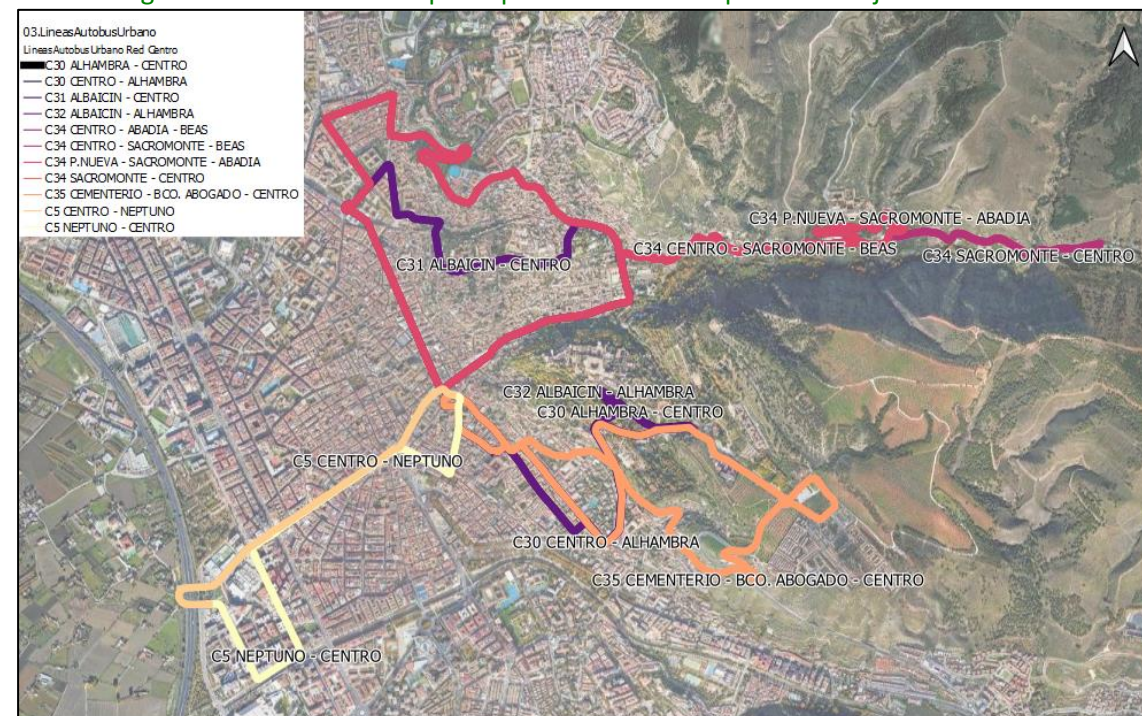 03.LineasAutobusUrbano
LineasAutobusUrbano Red Centro
C30 ALHAMBRA - CENTRO
C30 CENTRO - ALHAMBRA
C31 ALBAICIN - CENTRO
C32 ALBAICIN - ALHAMBRA
C34 CENTRO - ABADIA - BEAS
C34 CENTRO - SACROMONTE - BEAS
C34 P.NUEVA - SACROMONTE - ABADIA
C34 SACROMONTE - CENTRO
C35 CEMENTERIO - BCO. ABOGADO - CENTRO
C5 CENTRO - NEPTUNO
C5 NEPTUNO - CENTRO
C34 P.NUEVA - SACROMONTE - ABADIA
C34 CENTRO - SACROMONTE - BEAS
C34 SACROMONTE - CENTRO
C31 ALBAICIN - CENTRO
C32 ALBAICIN - ALHAMBRA
C30 ALHAMBRA - CENTRO
C5 CENTRO - NEPTUNO
C30 CENTRO - ALHAMBRA
C35 CEMENTERIO - BCO. ABOGADO - CENTRO
C5 NEPTUNO - CENTRO